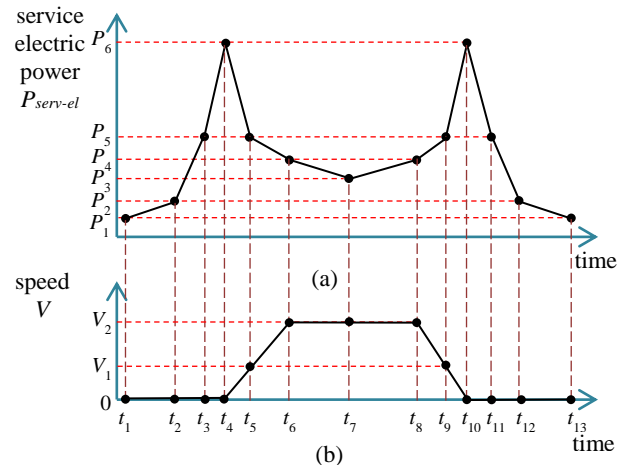 service
electric
power
P_serv-el
P_6
P_5
P_4
P_3
P_2
P_1
time
(a)
speed
V
V_2
V_1
0
t_1 t_2 t_3 t_4 t_5 t_6 t_7 t_8 t_9 t_10 t_11 t_12 t_13
time
(b)